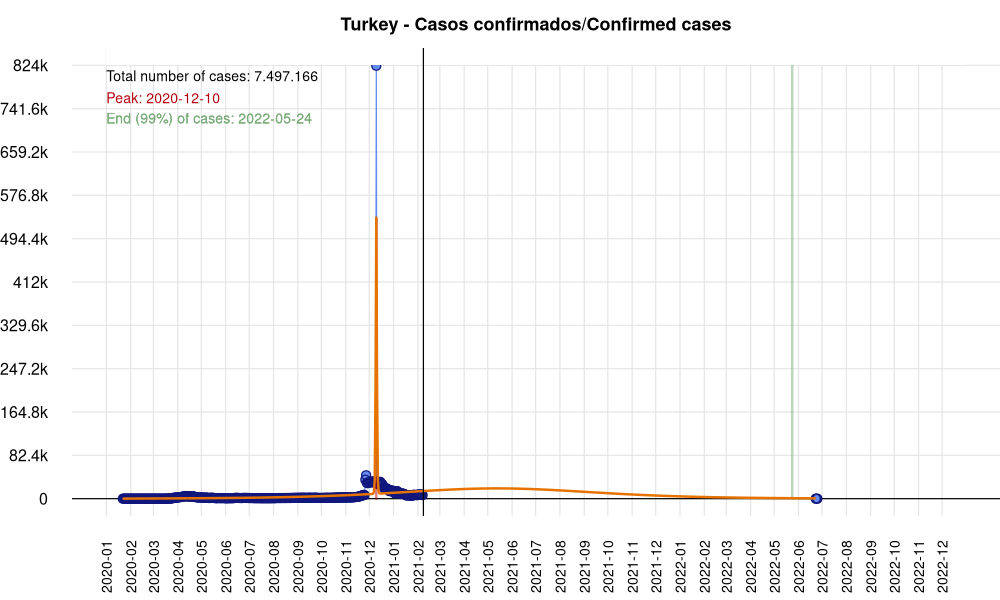 Turkey - Casos confirmados/Confirmed cases
824k
741.6k
659.2k
576.8k
494.4k
412k
329.6k
247.2k
164.8k
82.4k
0
Total number of cases: 7.497.166
Peak: 2020-12-10
End (99%) of cases: 2022-05-24
2020-01
2020-02
2020-03
2020-04
2020-05
2020-06
2020-07
2020-08
2020-09
2020-10
2020-11
2020-12
2021-01
2021-02
2021-03
2021-04
2021-05
2021-06
2021-07
2021-08
2021-09
2021-10
2021-11
2021-12
2022-01
2022-02
2022-03
2022-04
2022-05
2022-06
2022-07
2022-08
2022-09
2022-10
2022-11
2022-12